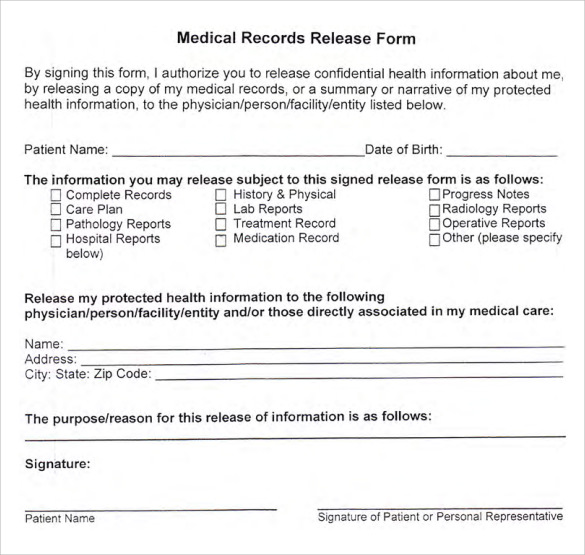 Medical Records Release Form
By signing this form, I authorize you to release confidential health information about me,
by releasing a copy of my medical records, or a summary or narrative of my protected
health information, to the physician/person/facility/entity listed below.
Patient Name: Date of Birth:
The information you may release subject to this signed release form is as follows:
Complete Records History & Physical Progress Notes
Care Plan Lab Reports Radiology Reports
Pathology Reports Treatment Record Operative Reports
Hospital Reports Medication Record Other (please specify
below)
Release my protected health information to the following
physician/person/facility/entity and/or those directly associated in my medical care:
Name:
Address:
City: State: Zip Code:
The purpose/reason for this release of information is as follows:
Signature:
Patient Name Signature of Patient or Personal Representative